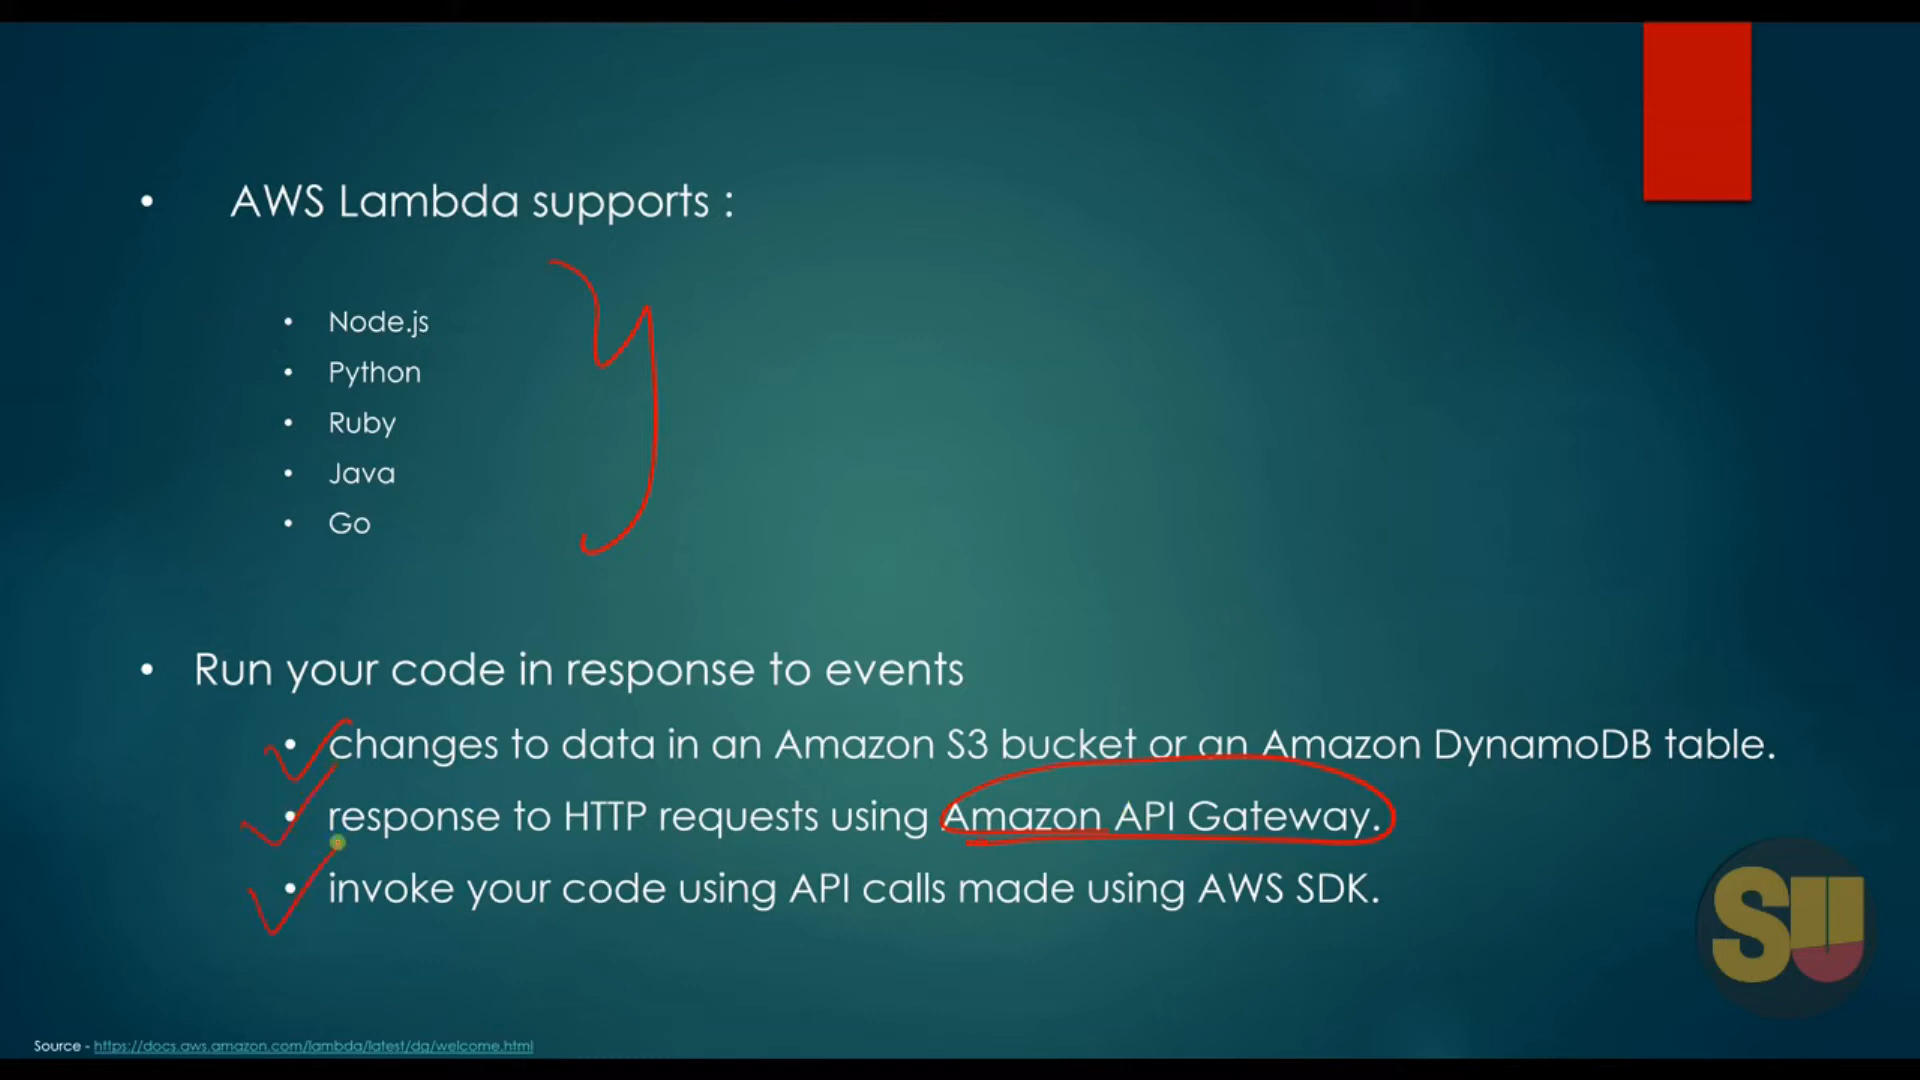 • AWS Lambda supports :
• Node.js
• Python
• Ruby
• Java
• Go
• Run your code in response to events
• changes to data in an Amazon S3 bucket or an Amazon DynamoDB table.
• response to HTTP requests using Amazon API Gateway.
• invoke your code using API calls made using AWS SDK.
SU
Source - https://docs.aws.amazon.com/lambda/latest/dg/welcome.html